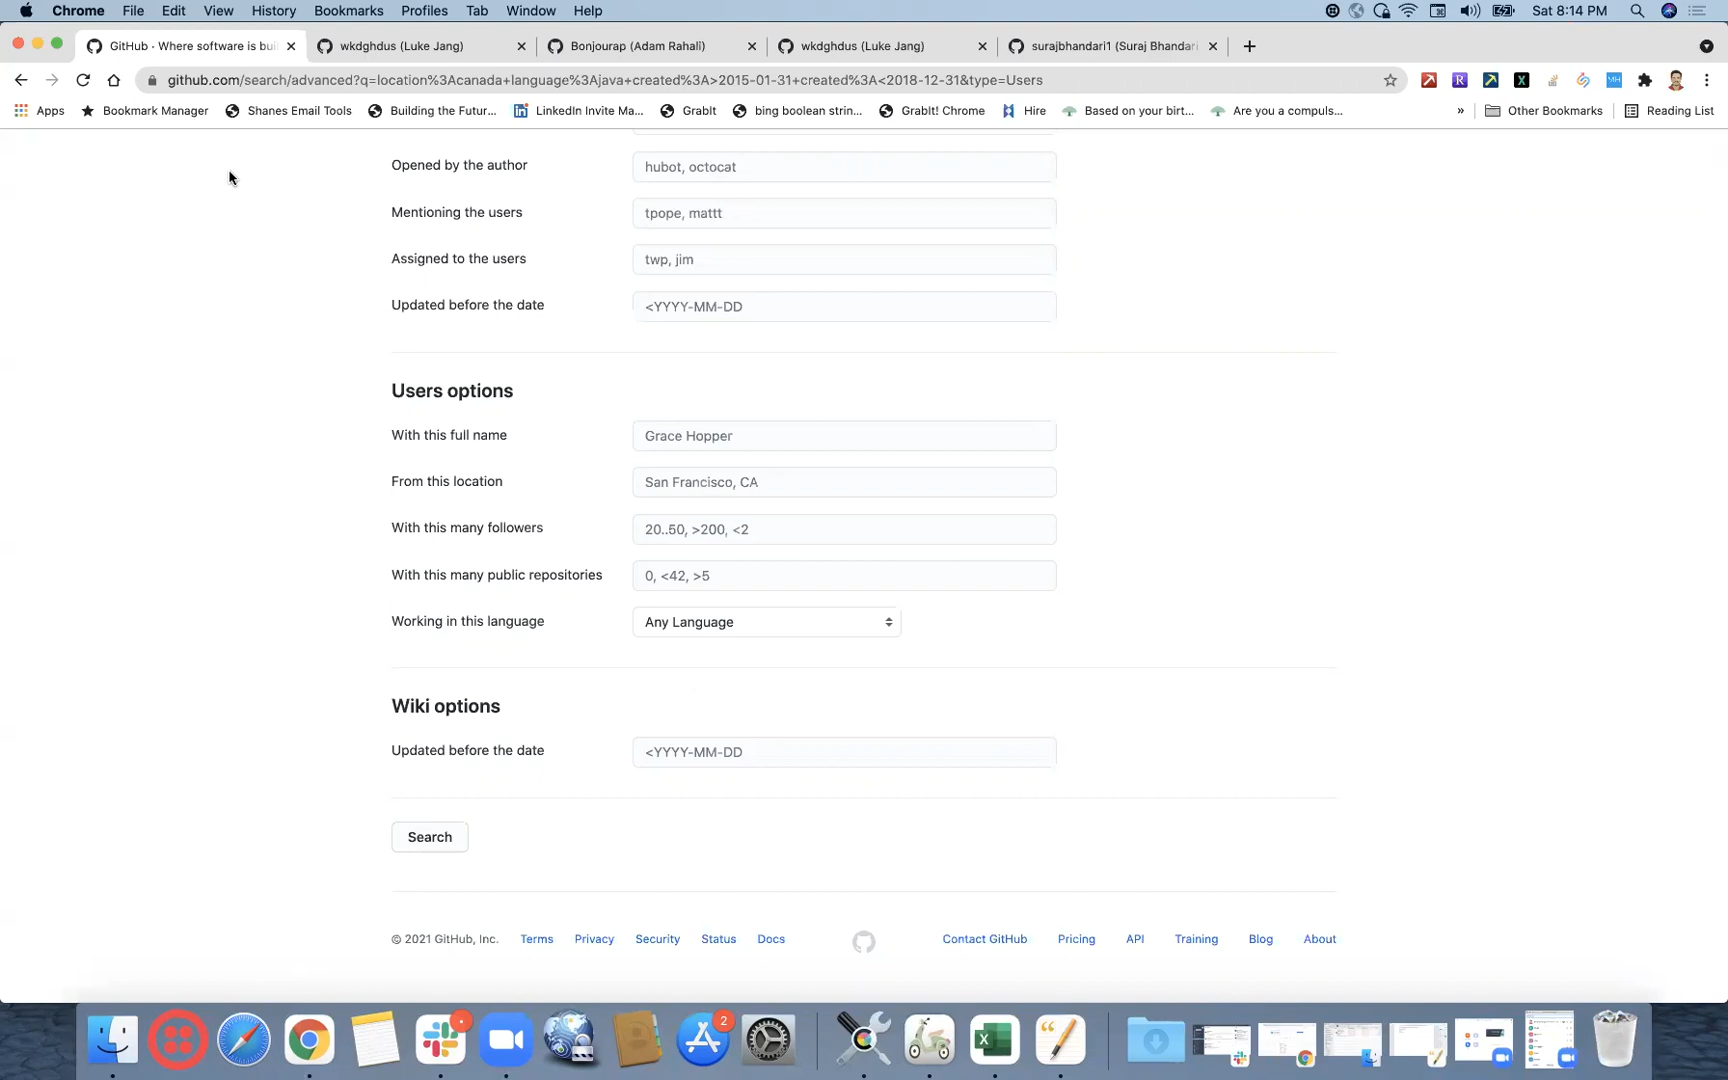 Chrome File Edit View History Bookmarks Profiles Tab Window Help Sat 8:14 PM
GitHub · Where software is bui wkdghdus (Luke Jang) Bonjourap (Adam Rahali) wkdghdus (Luke Jang) surajbhandari1 (Suraj Bhandari
github.com/search/advanced?q=location%3Acanada+language%3Ajava+created%3A>2015-01-31+created%3A<2018-12-31&type=Users
Apps Bookmark Manager Shanes Email Tools Building the Futur... LinkedIn Invite Ma... GrabIt bing boolean strin... GrabIt! Chrome Hire Based on your birt... Are you a compuls... » Other Bookmarks Reading List
Opened by the author hubot, octocat
Mentioning the users tpope, mattt
Assigned to the users twp, jim
Updated before the date <YYYY-MM-DD
Users options
With this full name Grace Hopper
From this location San Francisco, CA
With this many followers 20..50, >200, <2
With this many public repositories 0, <42, >5
Working in this language Any Language
Wiki options
Updated before the date <YYYY-MM-DD
Search
© 2021 GitHub, Inc. Terms Privacy Security Status Docs Contact GitHub Pricing API Training Blog About
2